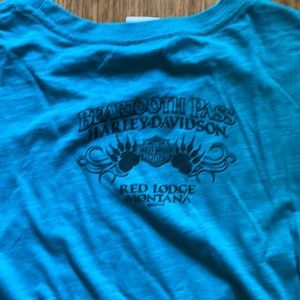 BEARTOOTH PASS
HARLEY-DAVIDSON
RED LODGE
MONTANA